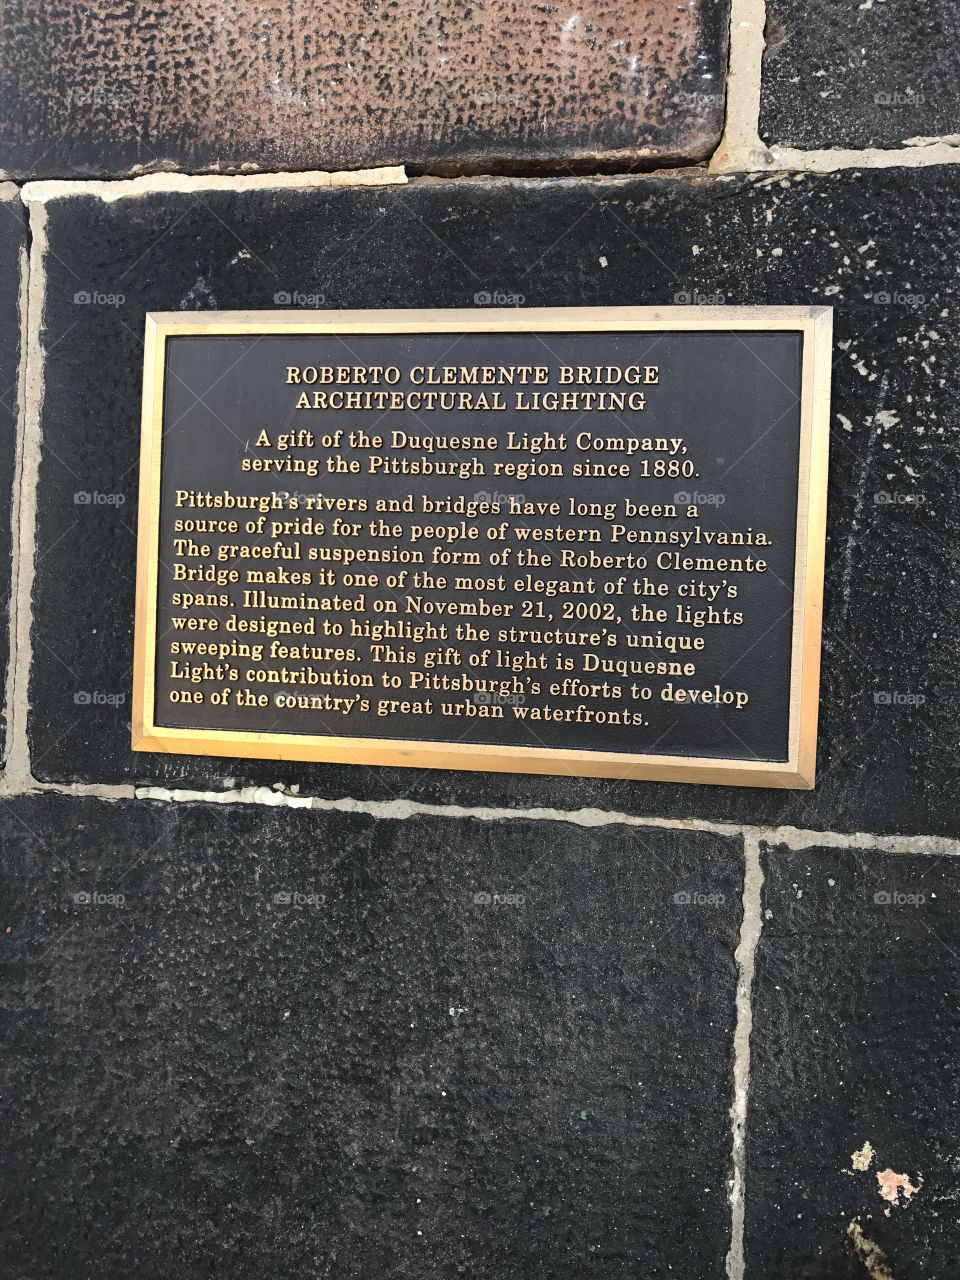 ROBERTO CLEMENTE BRIDGE
ARCHITECTURAL LIGHTING
A gift of the Duquesne Light Company,
serving the Pittsburgh region since 1880.
Pittsburgh's rivers and bridges have long been a
source of pride for the people of western Pennsylvania.
The graceful suspension form of the Roberto Clemente
Bridge makes it one of the most elegant of the city's
spans. Illuminated on November 21, 2002, the lights
were designed to highlight the structure's unique
sweeping features. This gift of light is Duquesne
Light's contribution to Pittsburgh's efforts to develop
one of the country's great urban waterfronts.